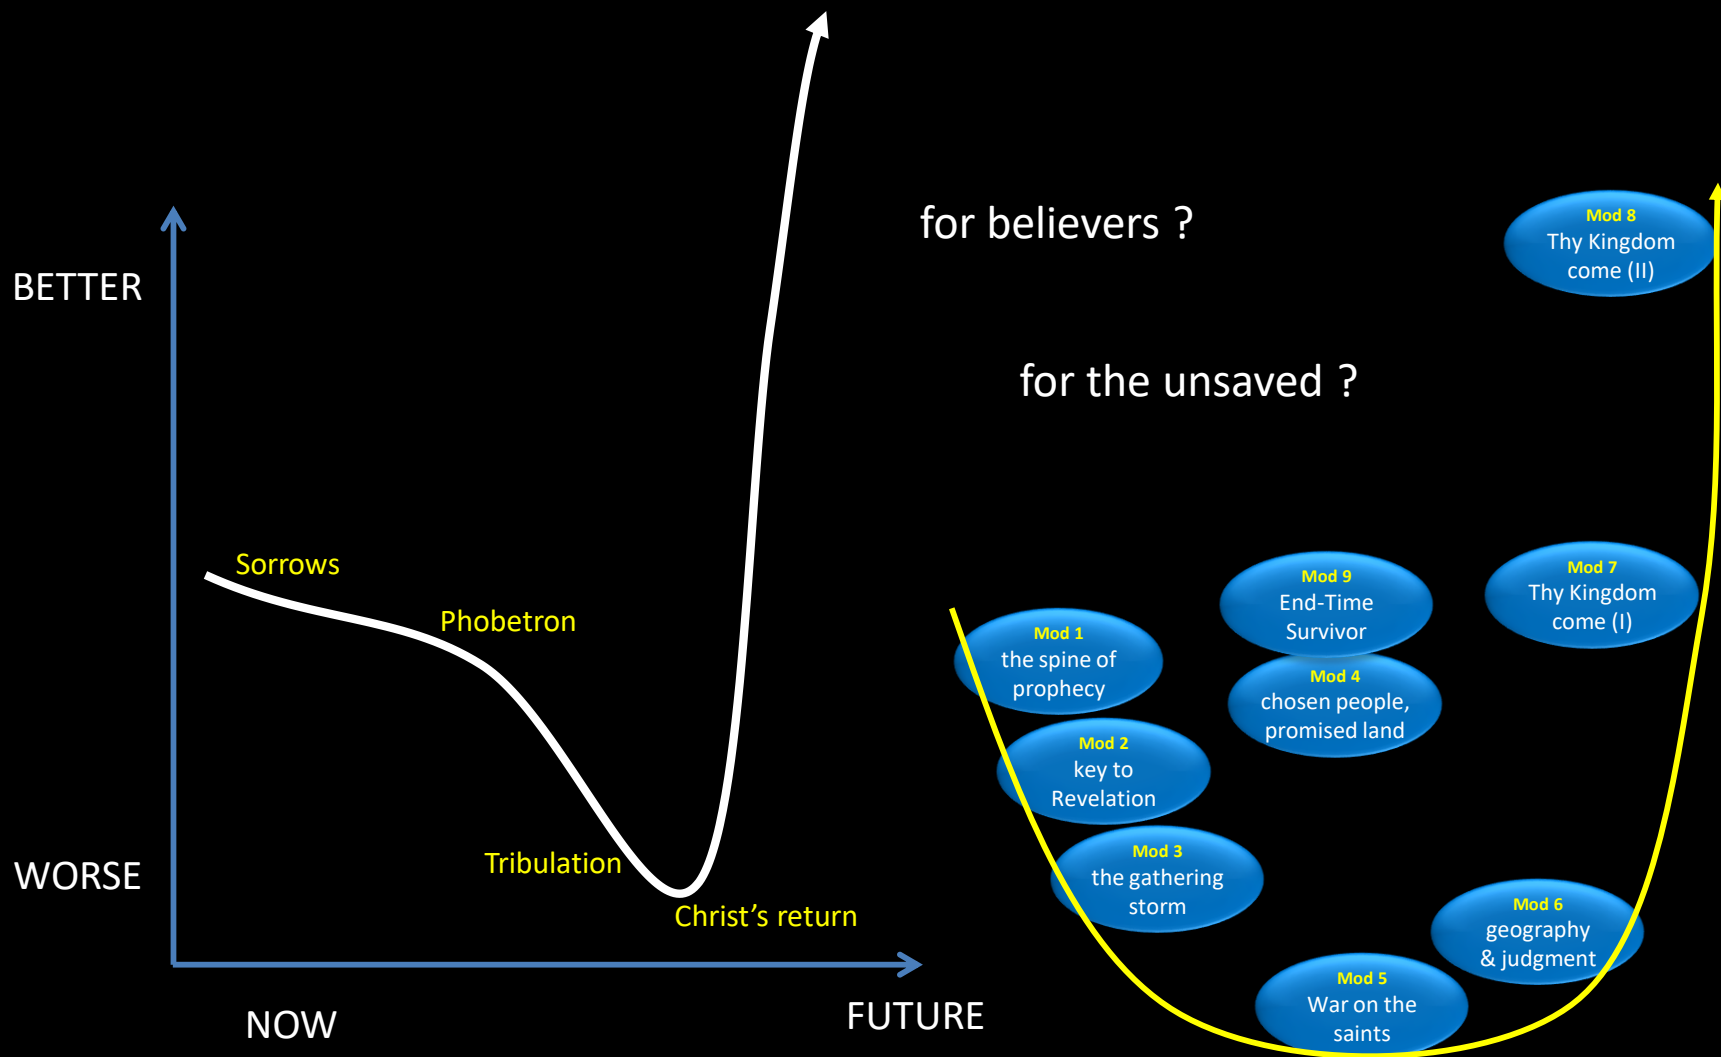 BETTER
WORSE
NOW
FUTURE
Sorrows
Phobetron
Tribulation
Christ’s return
for believers ?
for the unsaved ?
Mod 8
Thy Kingdom
come (II)
Mod 9
End-Time
Survivor
Mod 7
Thy Kingdom
come (I)
Mod 1
the spine of
prophecy
Mod 4
chosen people,
promised land
Mod 2
key to
Revelation
Mod 3
the gathering
storm
Mod 6
geography
& judgment
Mod 5
War on the
saints